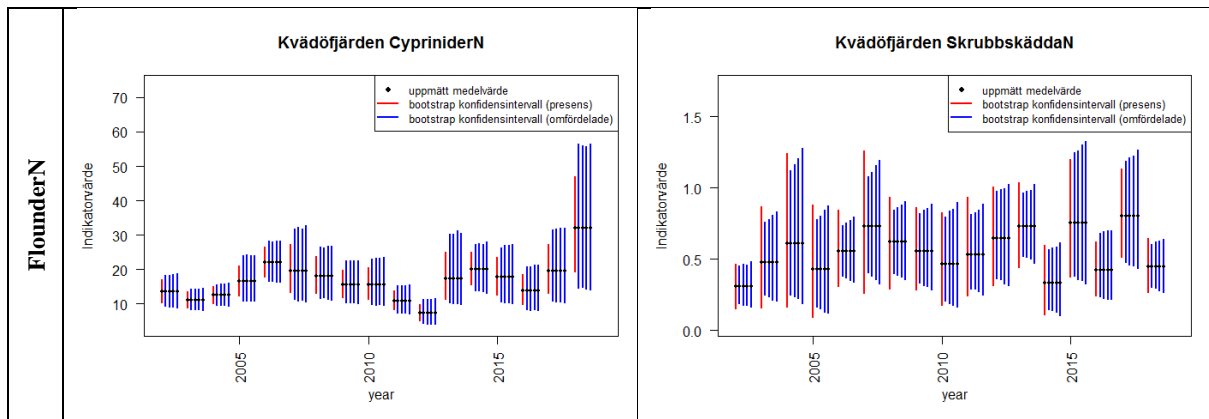 FlounderN
Kvädöfjärden CypriniderN
uppmätt medelvärde
bootstrap konfidensintervall (presens)
bootstrap konfidensintervall (omfördelade)
Indikatorvärde
70
60
50
40
30
20
10
2005
2010
2015
year
Kvädöfjärden SkrubbskäddaN
uppmätt medelvärde
bootstrap konfidensintervall (presens)
bootstrap konfidensintervall (omfördelade)
Indikatorvärde
1.5
1.0
0.5
0.0
2005
2010
2015
year